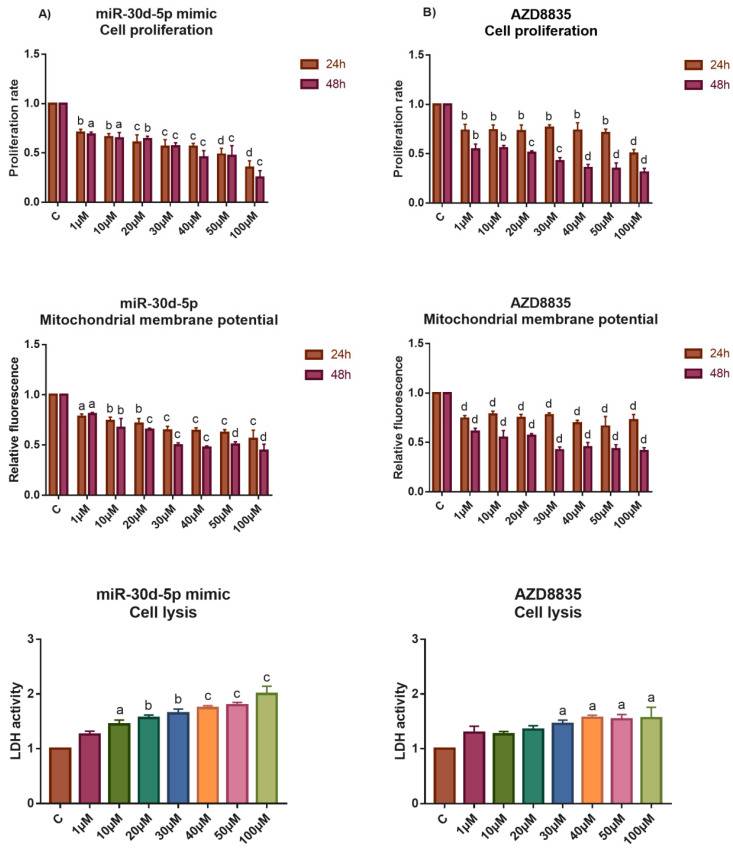 A)
miR-30d-5p mimic
Cell proliferation
24h
48h
Proliferation rate
1.5
1.0
0.5
0.0
b a b a c b c c c c d c d c
C 1µM 10µM 20µM 30µM 40µM 50µM 100µM
B)
AZD8835
Cell proliferation
24h
48h
Proliferation rate
1.5
1.0
0.5
0.0
b b b b b c b c b d b d d d
C 1µM 10µM 20µM 30µM 40µM 50µM 100µM
miR-30d-5p
Mitochondrial membrane potential
24h
48h
Relative fluorescence
1.5
1.0
0.5
0.0
a a b b b c c c c c c d c d
C 1µM 10µM 20µM 30µM 40µM 50µM 100µM
AZD8835
Mitochondrial membrane potential
24h
48h
Relative fluorescence
1.5
1.0
0.5
0.0
d d d d d d d d d d d d d d
C 1µM 10µM 20µM 30µM 40µM 50µM 100µM
miR-30d-5p mimic
Cell lysis
LDH activity
3
2
1
0
a b b c c c
C 1µM 10µM 20µM 30µM 40µM 50µM 100µM
AZD8835
Cell lysis
LDH activity
3
2
1
0
a a a a
C 1µM 10µM 20µM 30µM 40µM 50µM 100µM